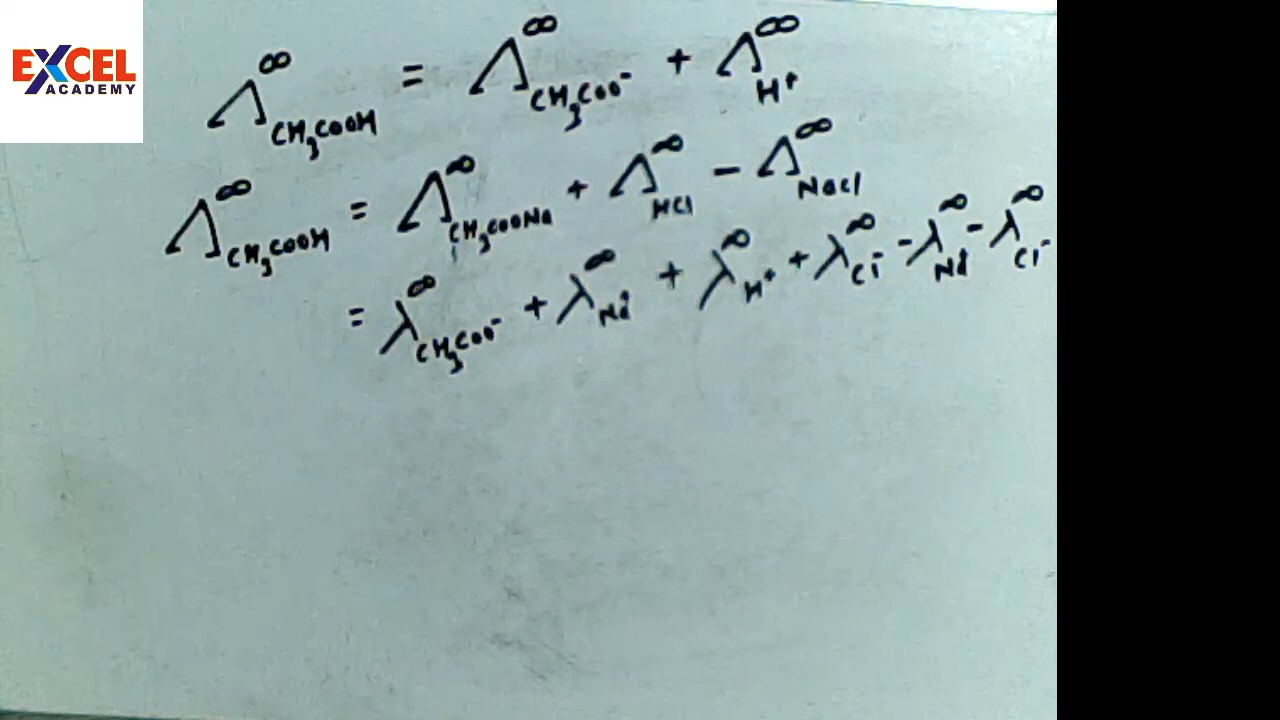 EXCEL
ACADEMY
Λ^∞ CH₃COOH = Λ^∞ CH₃COO⁻ + Λ^∞ H⁺
Λ^∞ CH₃COOH = Λ^∞ CH₃COONa + Λ^∞ HCl − Λ^∞ NaCl
= λ^∞ CH₃COO⁻ + λ^∞ Na⁺ + λ^∞ H⁺ + λ^∞ Cl⁻ − λ^∞ Na⁺ − λ^∞ Cl⁻